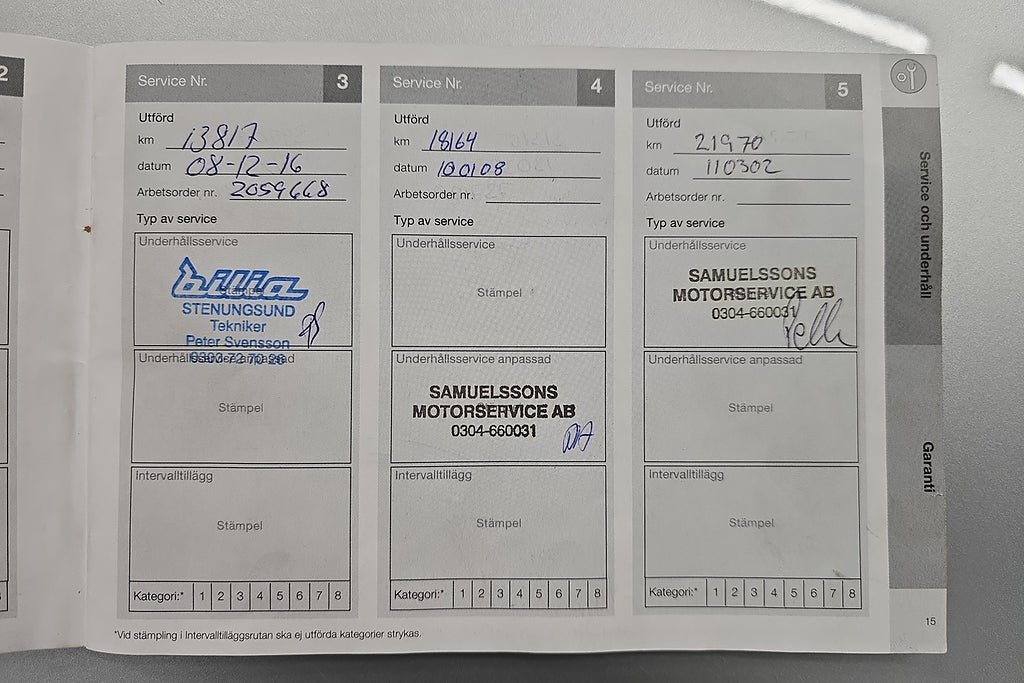 2
Service Nr. 3
Utförd
km 13817
datum 08-12-16
Arbetsorder nr. 2059668
Typ av service
Underhållsservice
bilia
Stämpel
STENUNGSUND
Tekniker
Peter Svensson
0303-72 70 26
Underhållsservice anpassad
Stämpel
Intervalltillägg
Stämpel
Kategori:* 1 2 3 4 5 6 7 8
Service Nr. 4
Utförd
km 18164
datum 100108
Arbetsorder nr.
Typ av service
Underhållsservice
Stämpel
Underhållsservice anpassad
SAMUELSSONS
MOTORSERVICE AB
0304-660031
Intervalltillägg
Stämpel
Kategori:* 1 2 3 4 5 6 7 8
Service Nr. 5
Utförd
km 21970
datum 110302
Arbetsorder nr.
Typ av service
Underhållsservice
SAMUELSSONS
MOTORSERVICE AB
0304-660031
Pelle
Underhållsservice anpassad
Stämpel
Intervalltillägg
Stämpel
Kategori:* 1 2 3 4 5 6 7 8
*Vid stämpling i Intervalltilläggsrutan ska ej utförda kategorier strykas.
Service och underhåll
Garanti
15